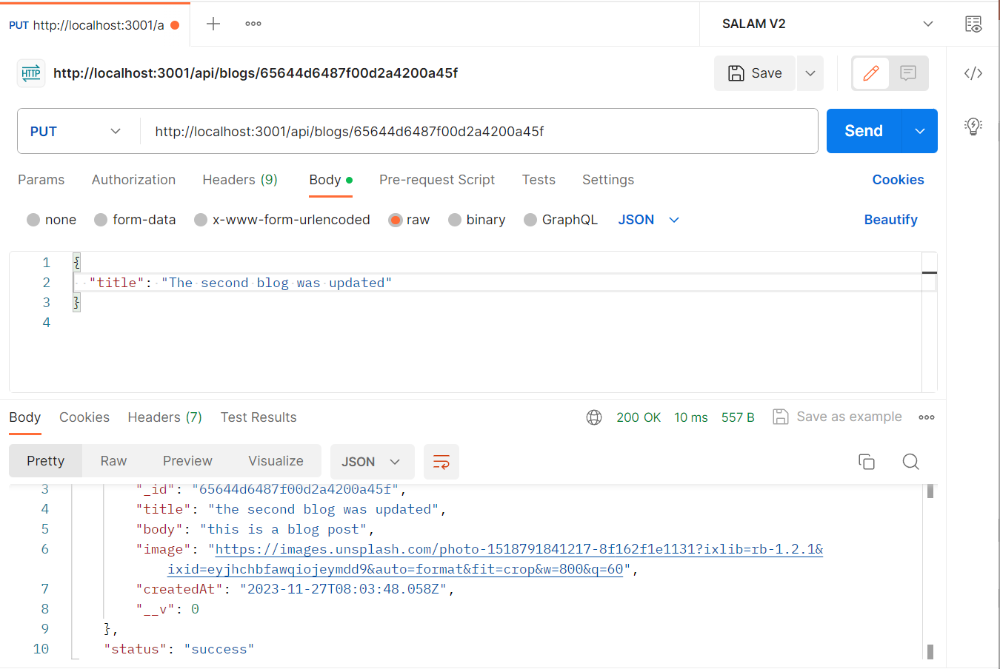 PUT http://localhost:3001/a
SALAM V2
HTTP http://localhost:3001/api/blogs/65644d6487f00d2a4200a45f
Save
PUT http://localhost:3001/api/blogs/65644d6487f00d2a4200a45f
Send
Params Authorization Headers (9) Body Pre-request Script Tests Settings Cookies
none form-data x-www-form-urlencoded raw binary GraphQL JSON Beautify
1 {
2 "title": "The second blog was updated"
3 }
4
Body Cookies Headers (7) Test Results 200 OK 10 ms 557 B Save as example
Pretty Raw Preview Visualize JSON
3 "_id": "65644d6487f00d2a4200a45f",
4 "title": "the second blog was updated",
5 "body": "this is a blog post",
6 "image": "https://images.unsplash.com/photo-1518791841217-8f162f1e1131?ixlib=rb-1.2.1&
ixid=eyjhchbfawqiojeymdd9&auto=format&fit=crop&w=800&q=60",
7 "createdAt": "2023-11-27T08:03:48.058Z",
8 "__v": 0
9 },
10 "status": "success"